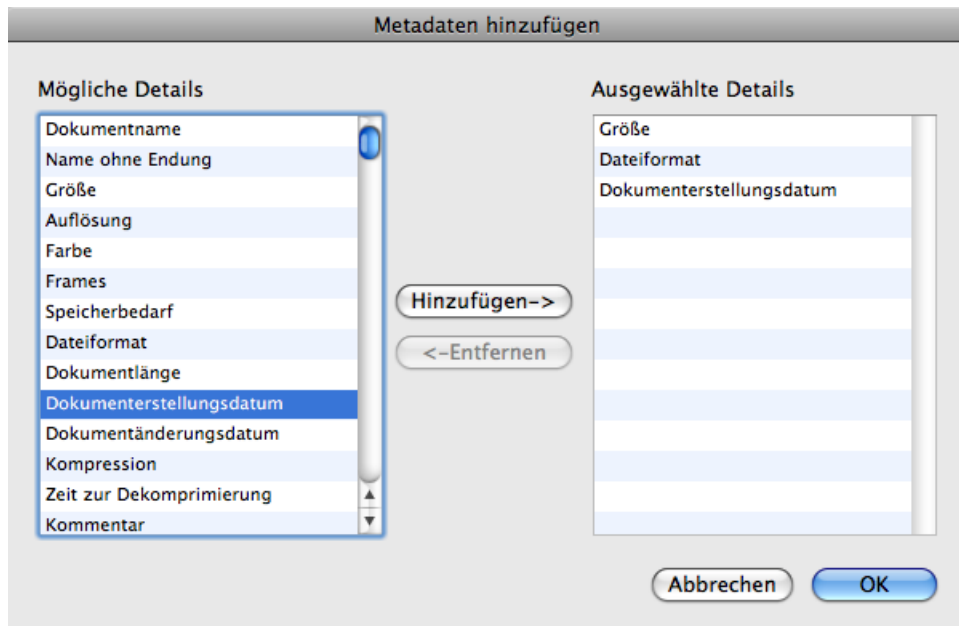 Metadaten hinzufügen
Mögliche Details
Dokumentname
Name ohne Endung
Größe
Auflösung
Farbe
Frames
Speicherbedarf
Dateiformat
Dokumentlänge
Dokumenterstellungsdatum
Dokumentänderungsdatum
Kompression
Zeit zur Dekomprimierung
Kommentar
Hinzufügen->
<-Entfernen
Ausgewählte Details
Größe
Dateiformat
Dokumenterstellungsdatum
Abbrechen
OK